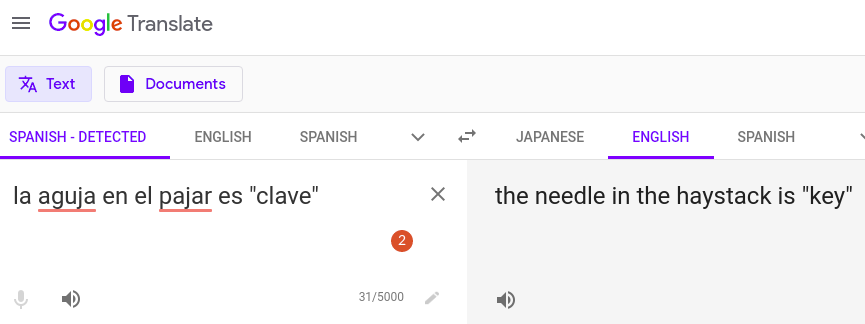 Google Translate
Text Documents
SPANISH - DETECTED ENGLISH SPANISH JAPANESE ENGLISH SPANISH
la aguja en el pajar es "clave"
the needle in the haystack is "key"
2
31/5000